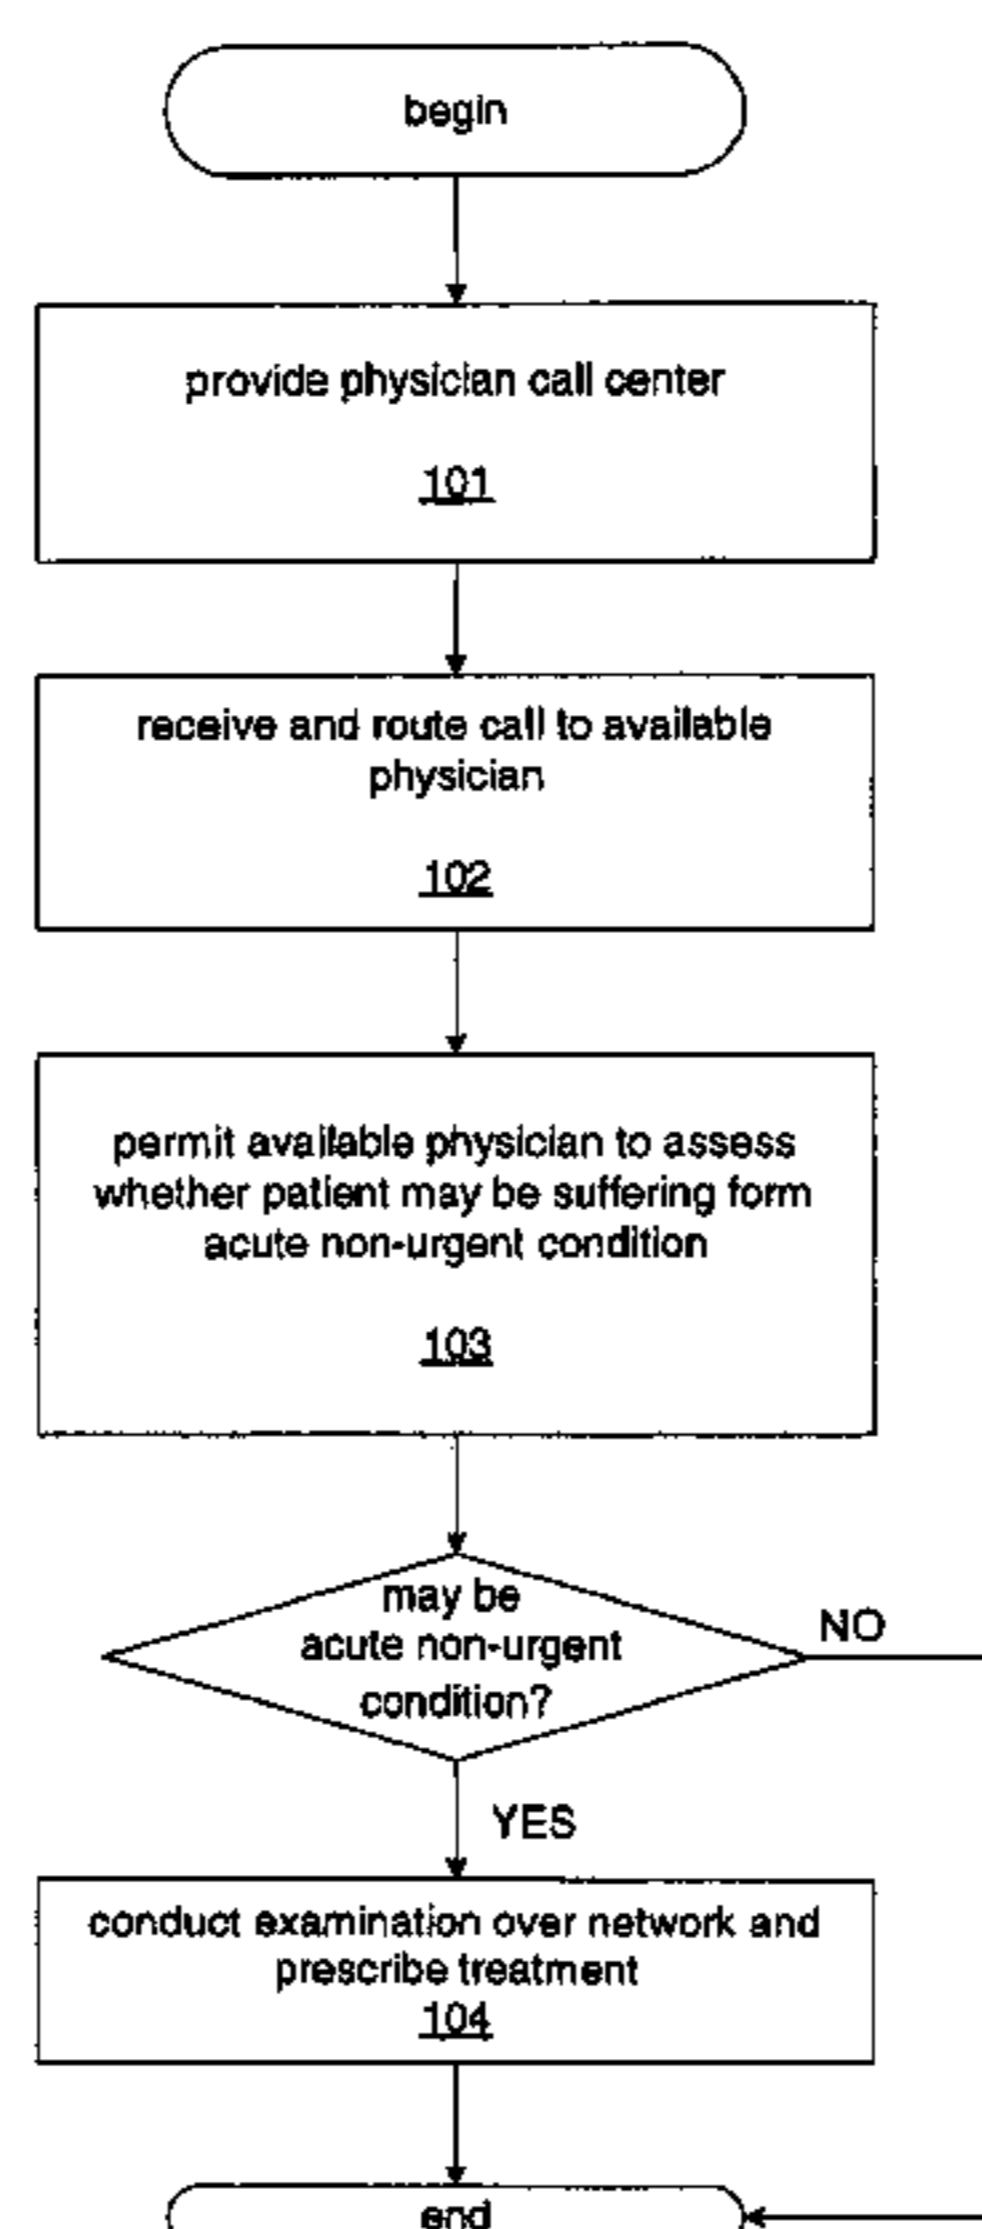 begin
provide physician call center
101
receive and route call to available
physician
102
permit available physician to assess
whether patient may be suffering form
acute non-urgent condition
103
may be
acute non-urgent
condition?
NO
YES
conduct examination over network and
prescribe treatment
104
end